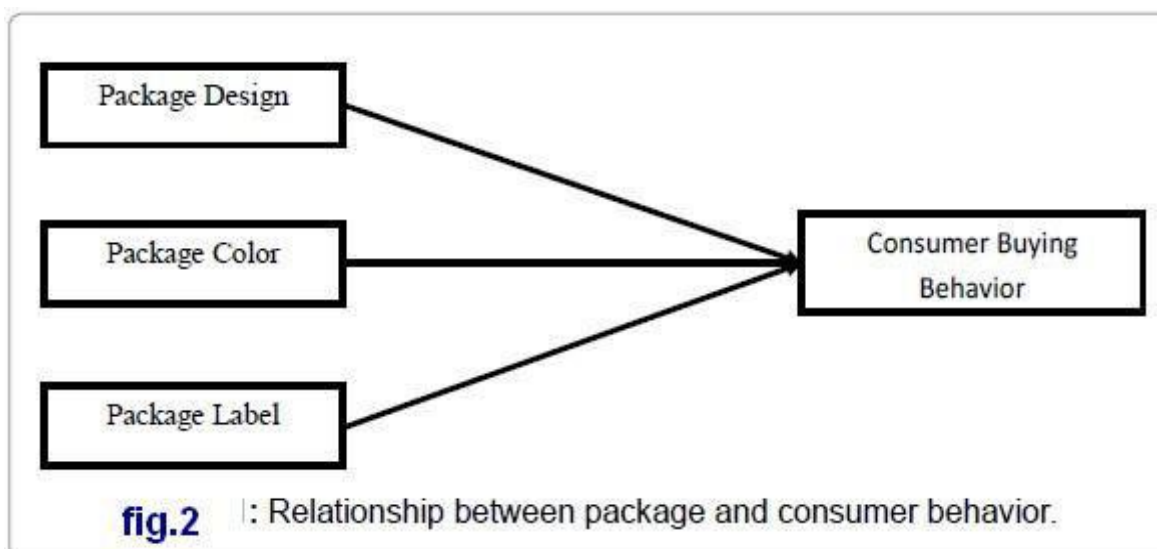 Package Design
Package Color
Package Label
Consumer Buying
Behavior
fig.2 : Relationship between package and consumer behavior.